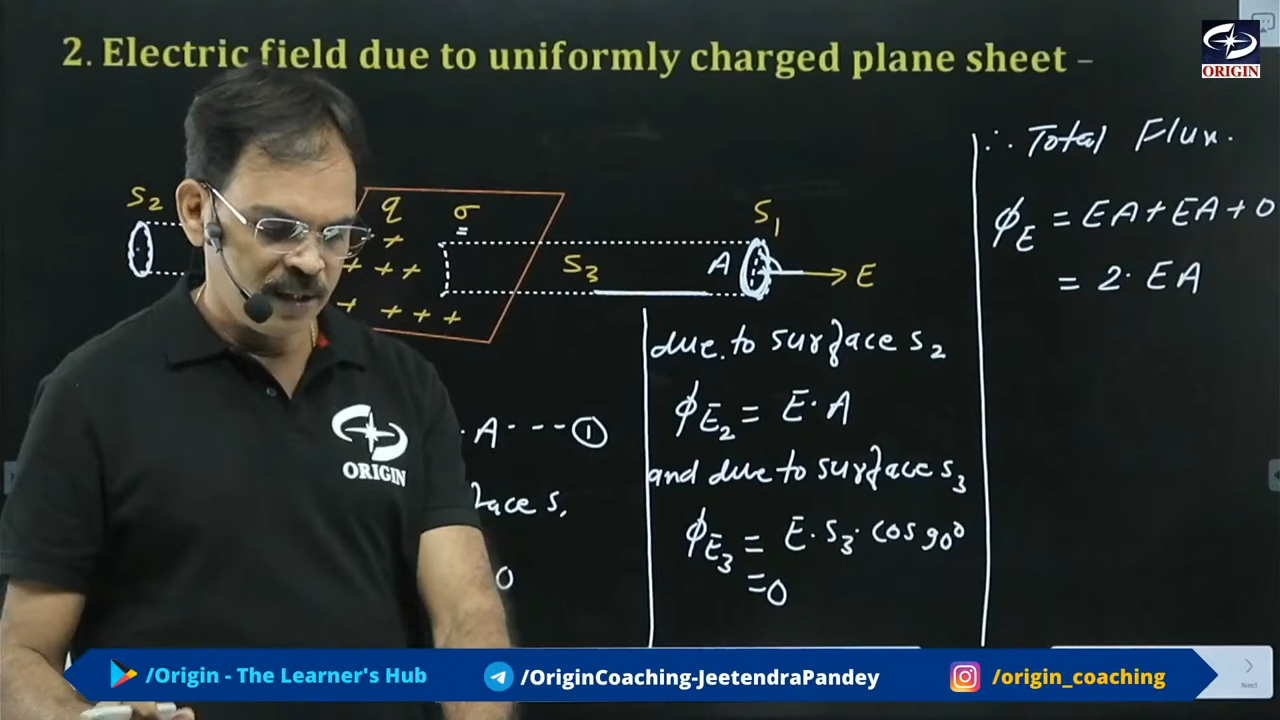 2. Electric field due to uniformly charged plane sheet –
ORIGIN
S2
q
σ
S3
A
S1
E
+
+ + +
+ + + +
· A ---- ①
face s1
0
due to surface s2
ϕE2 = E · A
and due to surface s3
ϕE3 = E · s3 · cos 90°
= 0
∴ Total Flux.
ϕE = EA + EA + 0
= 2 · EA
ORIGIN
/Origin - The Learner's Hub
/OriginCoaching-JeetendraPandey
/origin_coaching
Next